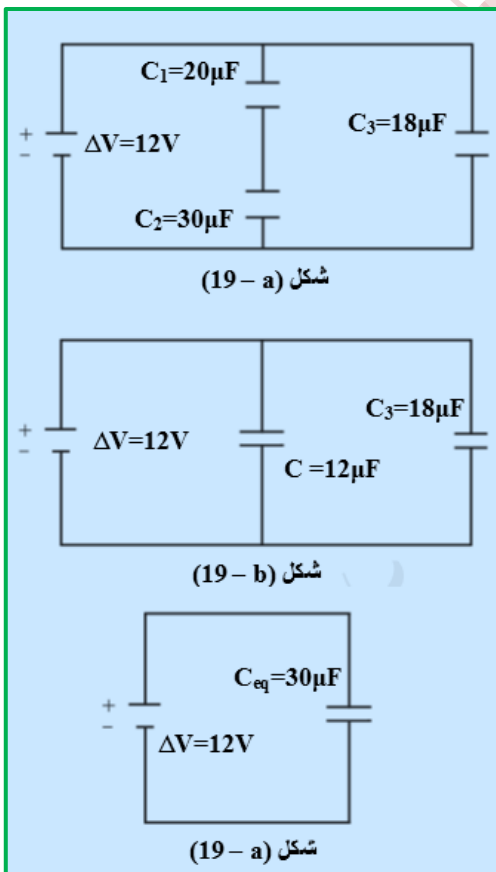 C₁=20μF
C₃=18μF
+
− ΔV=12V
C₂=30μF
شكل (19 – a)
C₃=18μF
+
− ΔV=12V
C =12μF
شكل (19 – b)
Cₑq=30μF
+
− ΔV=12V
شكل (19 – a)